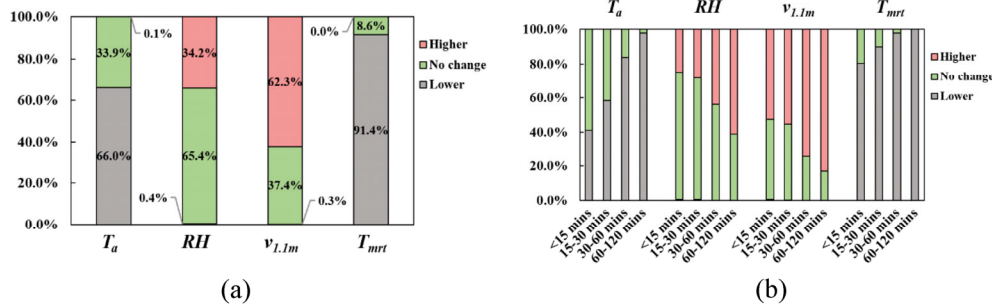 100.0%
80.0%
60.0%
40.0%
20.0%
0.0%
33.9%
66.0%
0.1%
34.2%
65.4%
0.4%
62.3%
37.4%
0.3%
0.0%
8.6%
91.4%
Higher
No change
Lower
Ta
RH
v1.1m
Tmrt
(a)
Ta
RH
v1.1m
Tmrt
100.0%
80.0%
60.0%
40.0%
20.0%
0.0%
Higher
No change
Lower
<15 mins
15-30 mins
30-60 mins
60-120 mins
<15 mins
15-30 mins
30-60 mins
60-120 mins
<15 mins
15-30 mins
30-60 mins
60-120 mins
<15 mins
15-30 mins
30-60 mins
60-120 mins
(b)